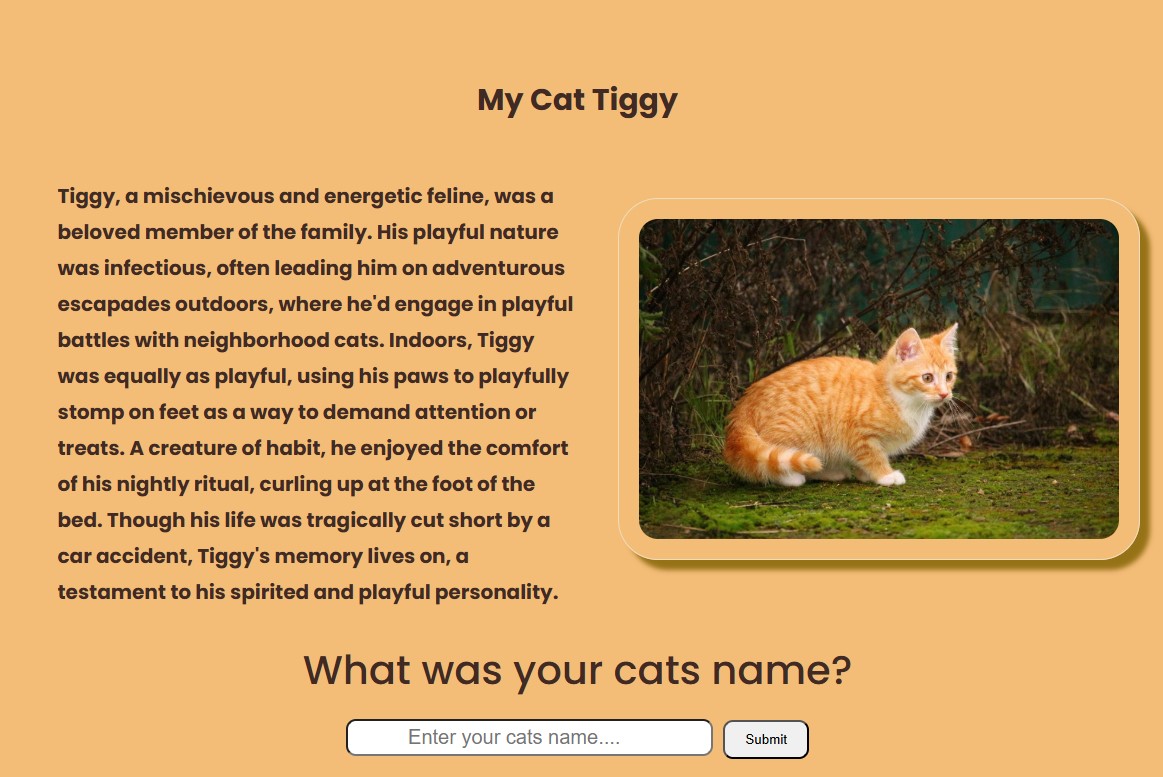 My Cat Tiggy
Tiggy, a mischievous and energetic feline, was a
beloved member of the family. His playful nature
was infectious, often leading him on adventurous
escapades outdoors, where he'd engage in playful
battles with neighborhood cats. Indoors, Tiggy
was equally as playful, using his paws to playfully
stomp on feet as a way to demand attention or
treats. A creature of habit, he enjoyed the comfort
of his nightly ritual, curling up at the foot of the
bed. Though his life was tragically cut short by a
car accident, Tiggy's memory lives on, a
testament to his spirited and playful personality.
What was your cats name?
Enter your cats name.... Submit